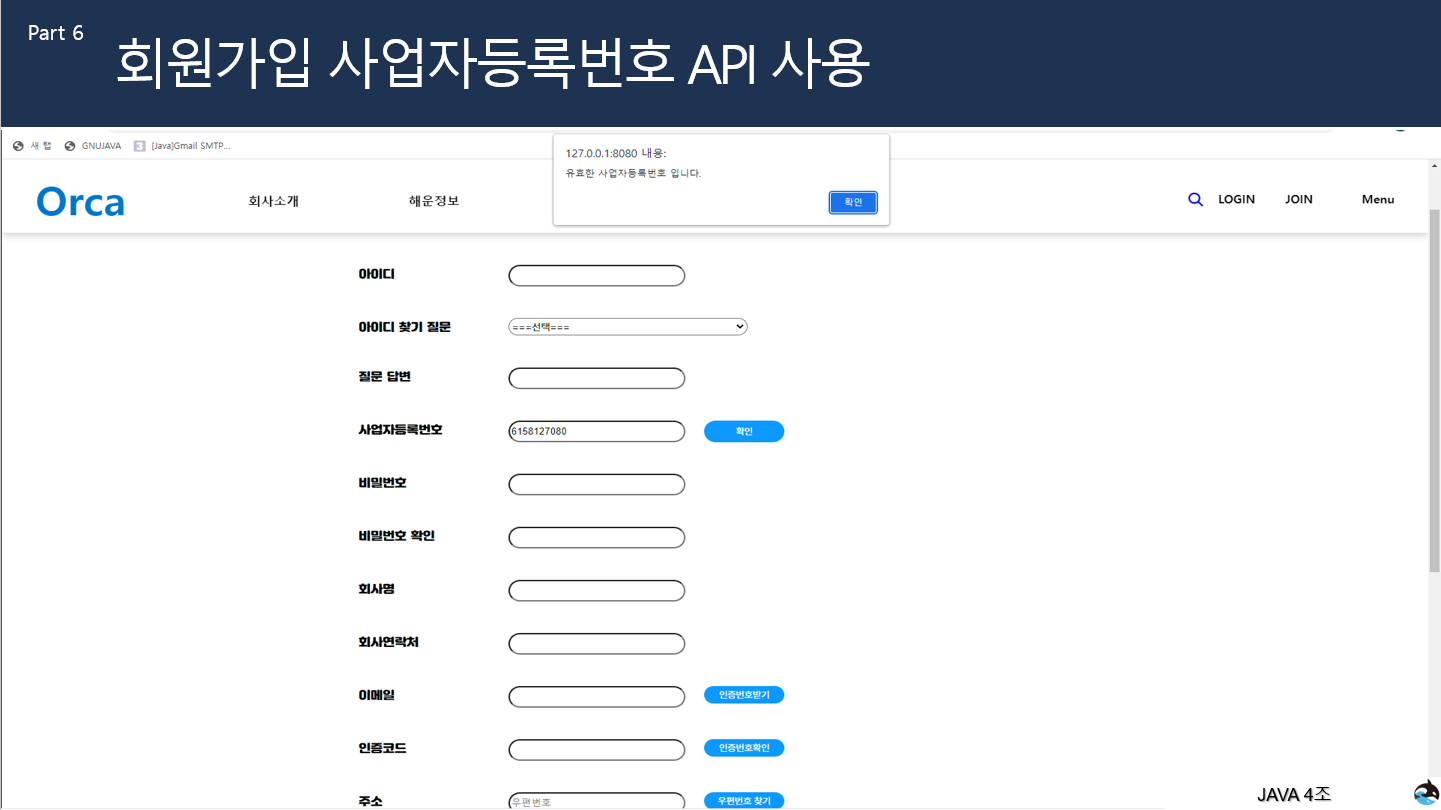 Part 6
회원가입 사업자등록번호 API 사용
새 탭 GNUJAVA 3 [Java]Gmail SMTP...
127.0.0.1:8080 내용:
유효한 사업자등록번호 입니다.
확인
Orca 회사소개 해운정보 LOGIN JOIN Menu
아이디
아이디 찾기 질문 ===선택===
질문 답변
사업자등록번호 6158127080 확인
비밀번호
비밀번호 확인
회사명
회사연락처
이메일 인증번호받기
인증코드 인증번호확인
주소 우편번호 우편번호 찾기
JAVA 4조